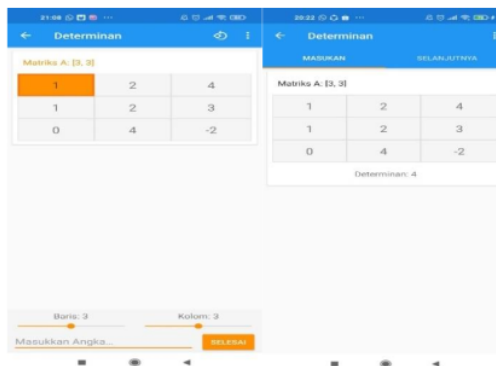 21:08
Determinan
Matriks A: [3, 3]
1 2 4
1 2 3
0 4 -2
Baris: 3 Kolom: 3
Masukkan Angka...
SELESAI
20:22
Determinan
MASUKAN SELANJUTNYA
Matriks A: [3, 3]
1 2 4
1 2 3
0 4 -2
Determinan: 4